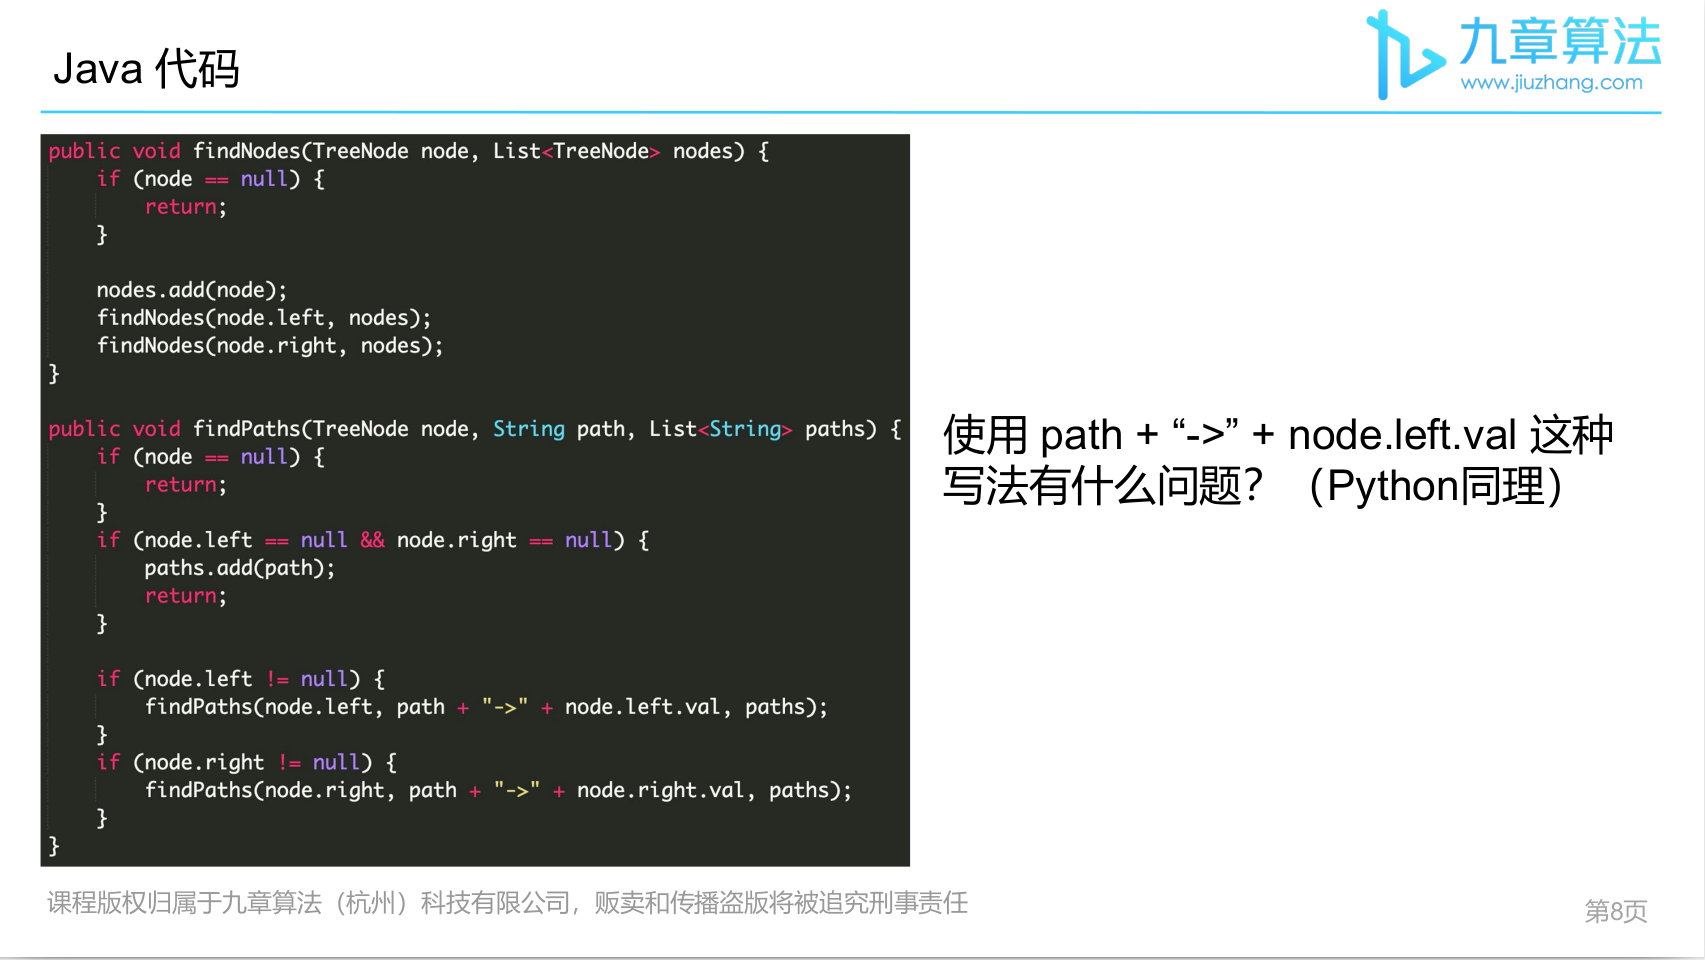 Java 代码
九章算法
www.jiuzhang.com
public void findNodes(TreeNode node, List<TreeNode> nodes) {
    if (node == null) {
        return;
    }

    nodes.add(node);
    findNodes(node.left, nodes);
    findNodes(node.right, nodes);
}

public void findPaths(TreeNode node, String path, List<String> paths) {
    if (node == null) {
        return;
    }
    if (node.left == null && node.right == null) {
        paths.add(path);
        return;
    }

    if (node.left != null) {
        findPaths(node.left, path + "->" + node.left.val, paths);
    }
    if (node.right != null) {
        findPaths(node.right, path + "->" + node.right.val, paths);
    }
}
使用 path + “->” + node.left.val 这种
写法有什么问题？（Python同理）
课程版权归属于九章算法（杭州）科技有限公司，贩卖和传播盗版将被追究刑事责任
第8页